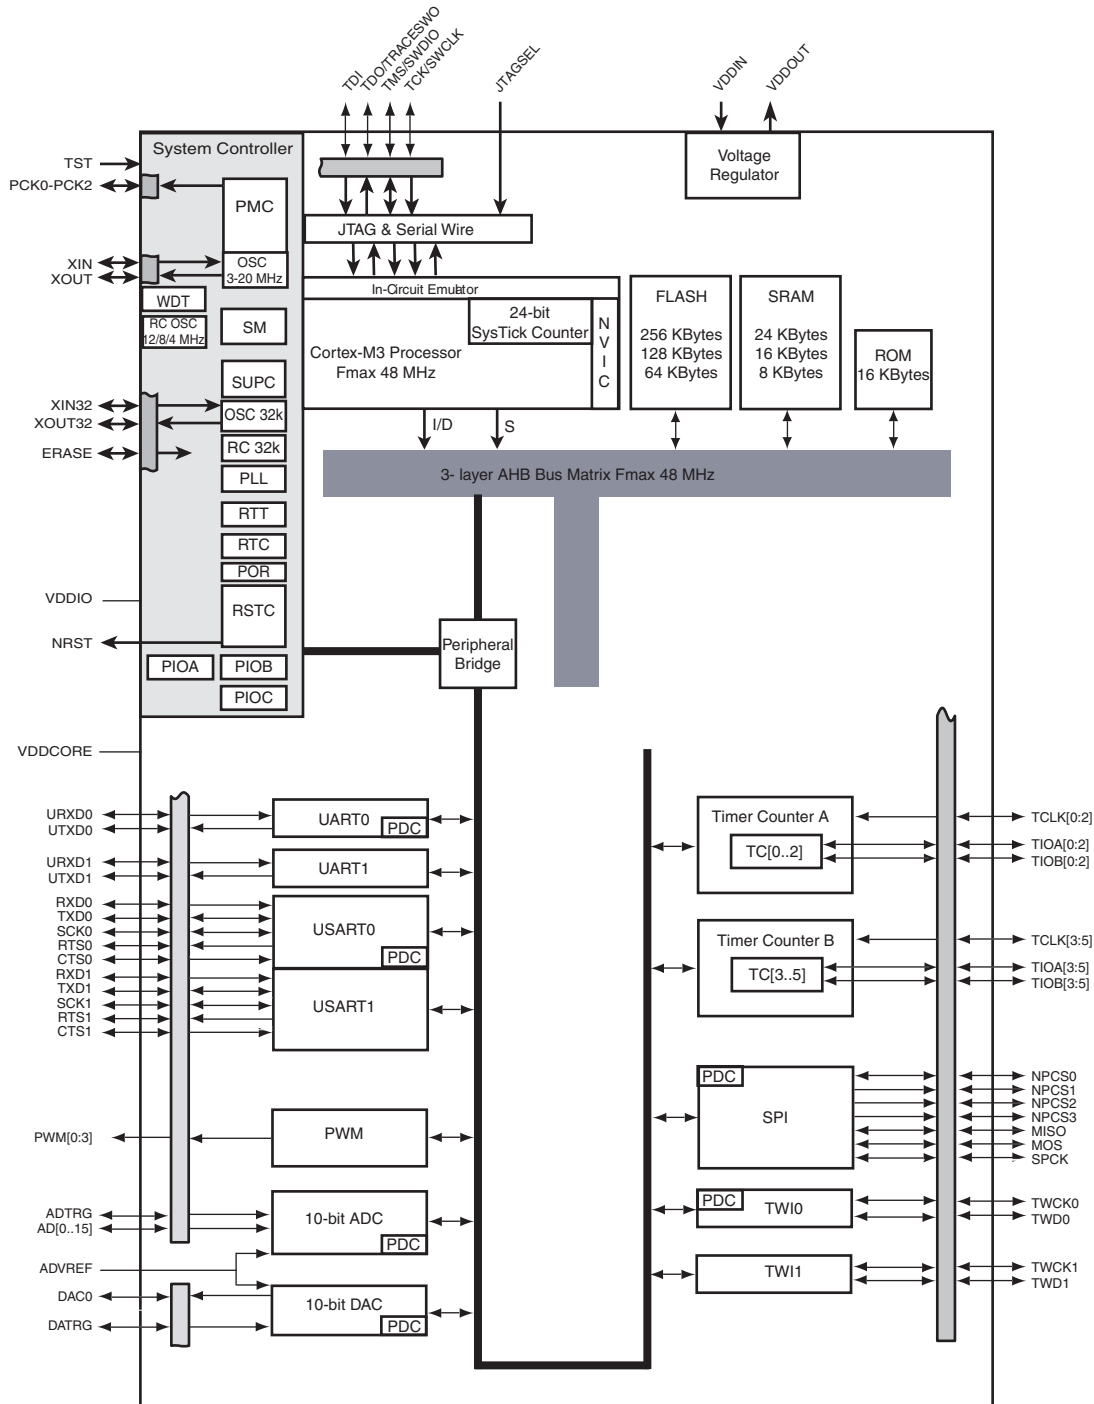 TDI
TDO/TRACESWO
TMS/SWDIO
TCK/SWCLK
JTAGSEL
VDDIN
VDDOUT
System Controller
Voltage
Regulator
TST
PCK0-PCK2
PMC
JTAG & Serial Wire
XIN
XOUT
OSC
3-20 MHz
In-Circuit Emulator
WDT
RC OSC
12/8/4 MHz
SM
24-bit
SysTick Counter
N
V
I
C
Cortex-M3 Processor
Fmax 48 MHz
FLASH
256 KBytes
128 KBytes
64 KBytes
SRAM
24 KBytes
16 KBytes
8 KBytes
ROM
16 KBytes
SUPC
XIN32
XOUT32
OSC 32k
I/D
S
ERASE
RC 32k
PLL
3- layer AHB Bus Matrix Fmax 48 MHz
RTT
RTC
POR
VDDIO
RSTC
NRST
Peripheral
Bridge
PIOA
PIOB
PIOC
VDDCORE
URXD0
UTXD0
UART0
PDC
URXD1
UTXD1
UART1
RXD0
TXD0
SCK0
RTS0
CTS0
USART0
PDC
RXD1
TXD1
SCK1
RTS1
CTS1
USART1
PWM[0:3]
PWM
ADTRG
AD[0..15]
10-bit ADC
PDC
ADVREF
DAC0
DATRG
10-bit DAC
PDC
Timer Counter A
TC[0..2]
TCLK[0:2]
TIOA[0:2]
TIOB[0:2]
Timer Counter B
TC[3..5]
TCLK[3:5]
TIOA[3:5]
TIOB[3:5]
PDC
SPI
NPCS0
NPCS1
NPCS2
NPCS3
MISO
MOS
SPCK
PDC
TWI0
TWCK0
TWD0
TWI1
TWCK1
TWD1